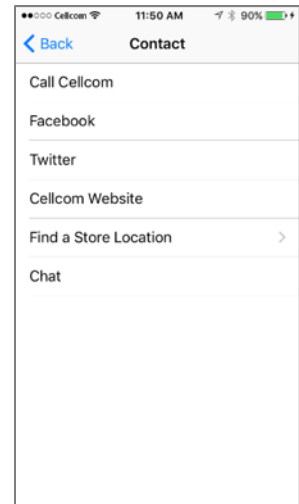 Cellcom 11:50 AM 90%
Back Contact
Call Cellcom
Facebook
Twitter
Cellcom Website
Find a Store Location
Chat